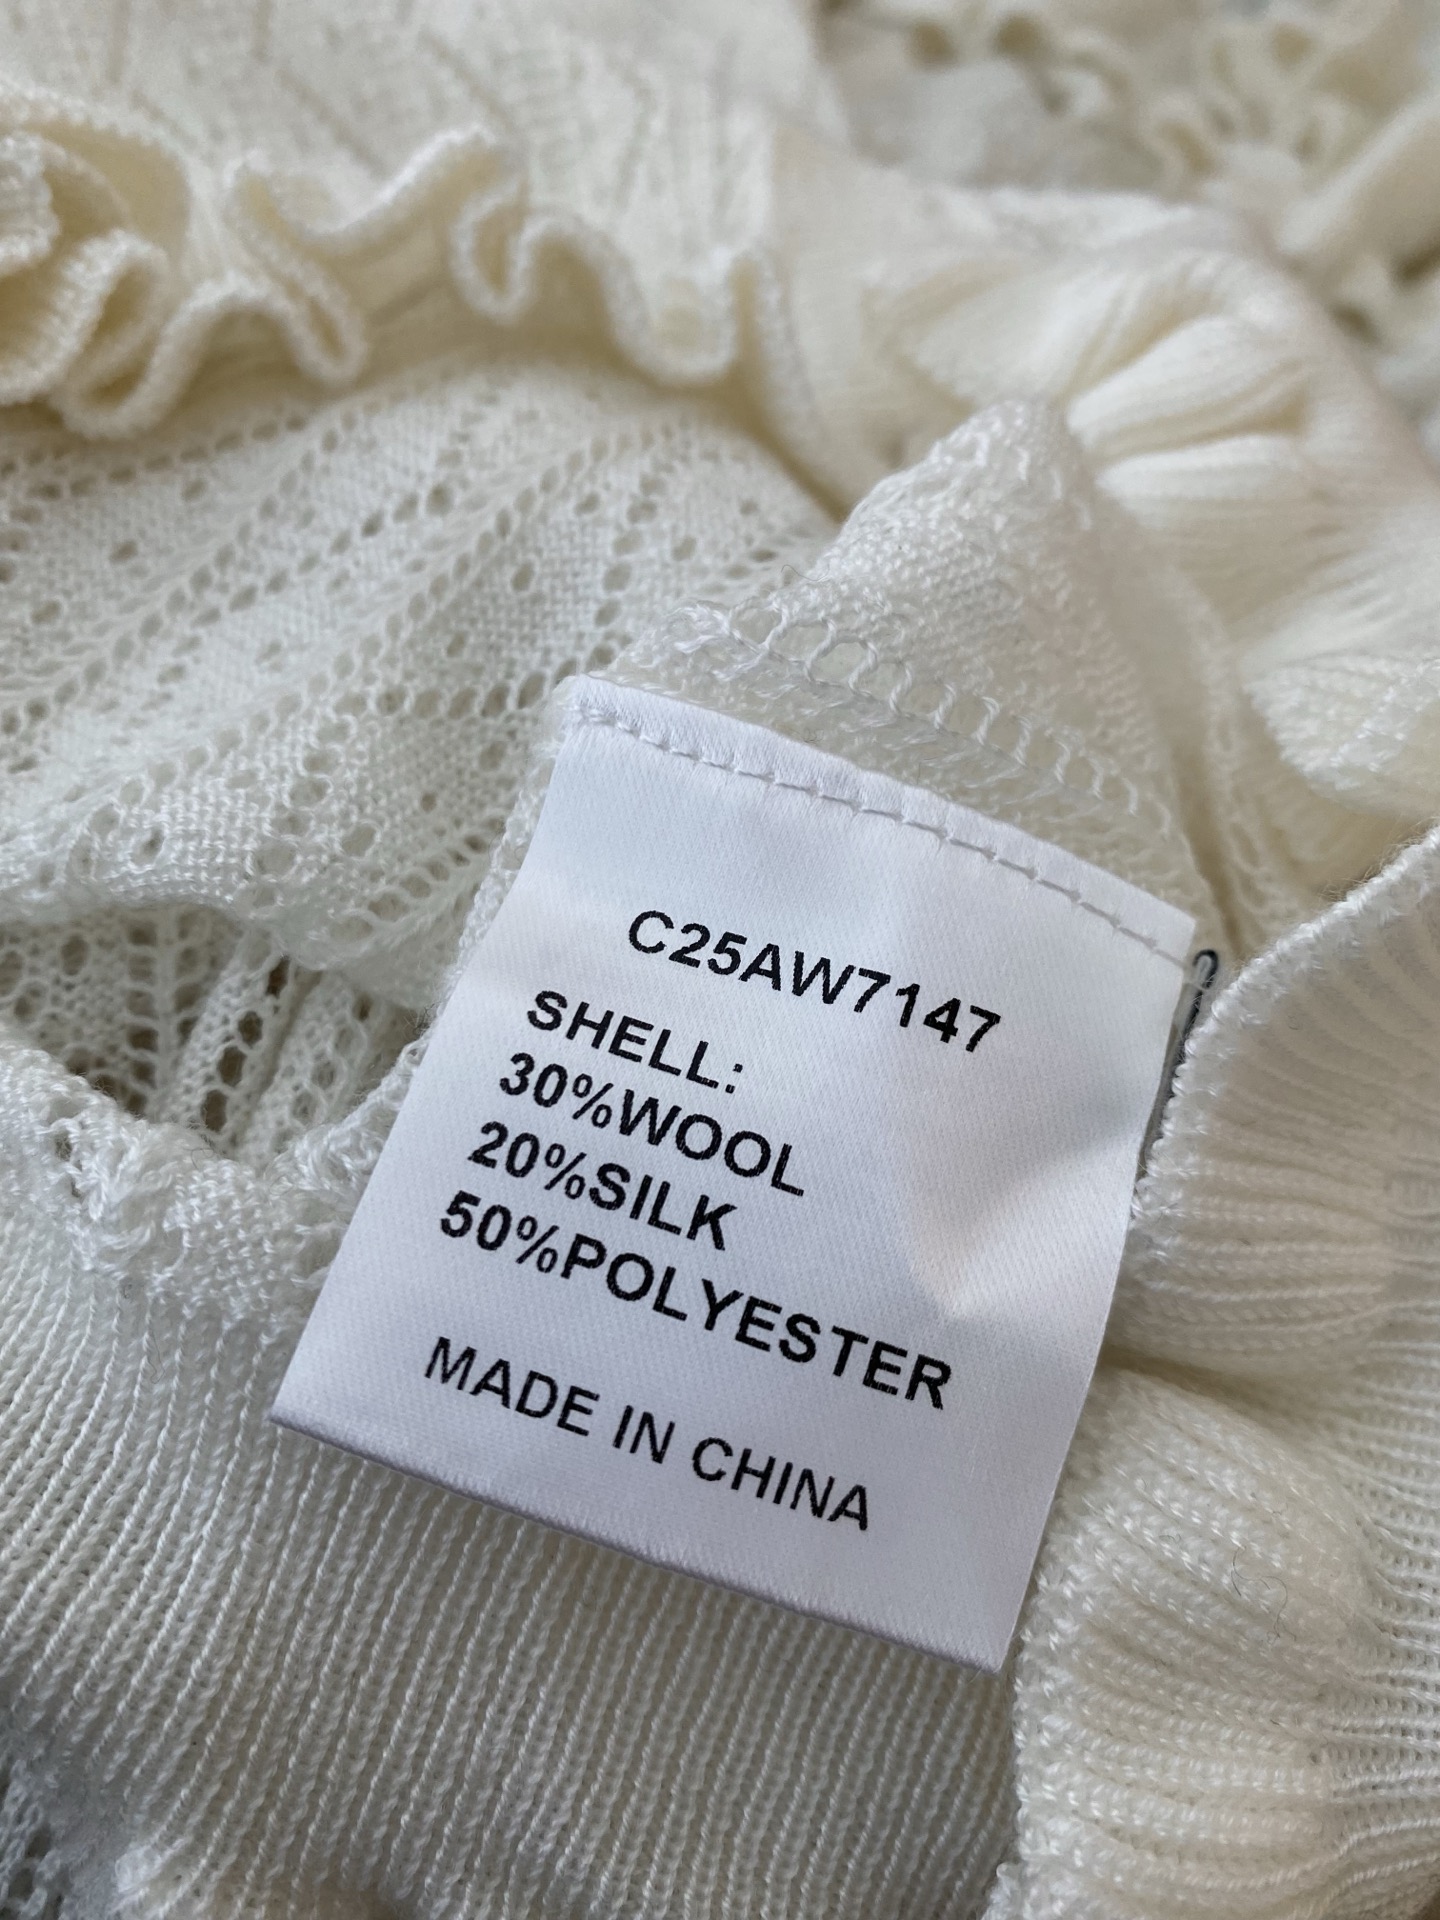 C25AW7147
SHELL:
30%WOOL
20%SILK
50%POLYESTER
MADE IN CHINA